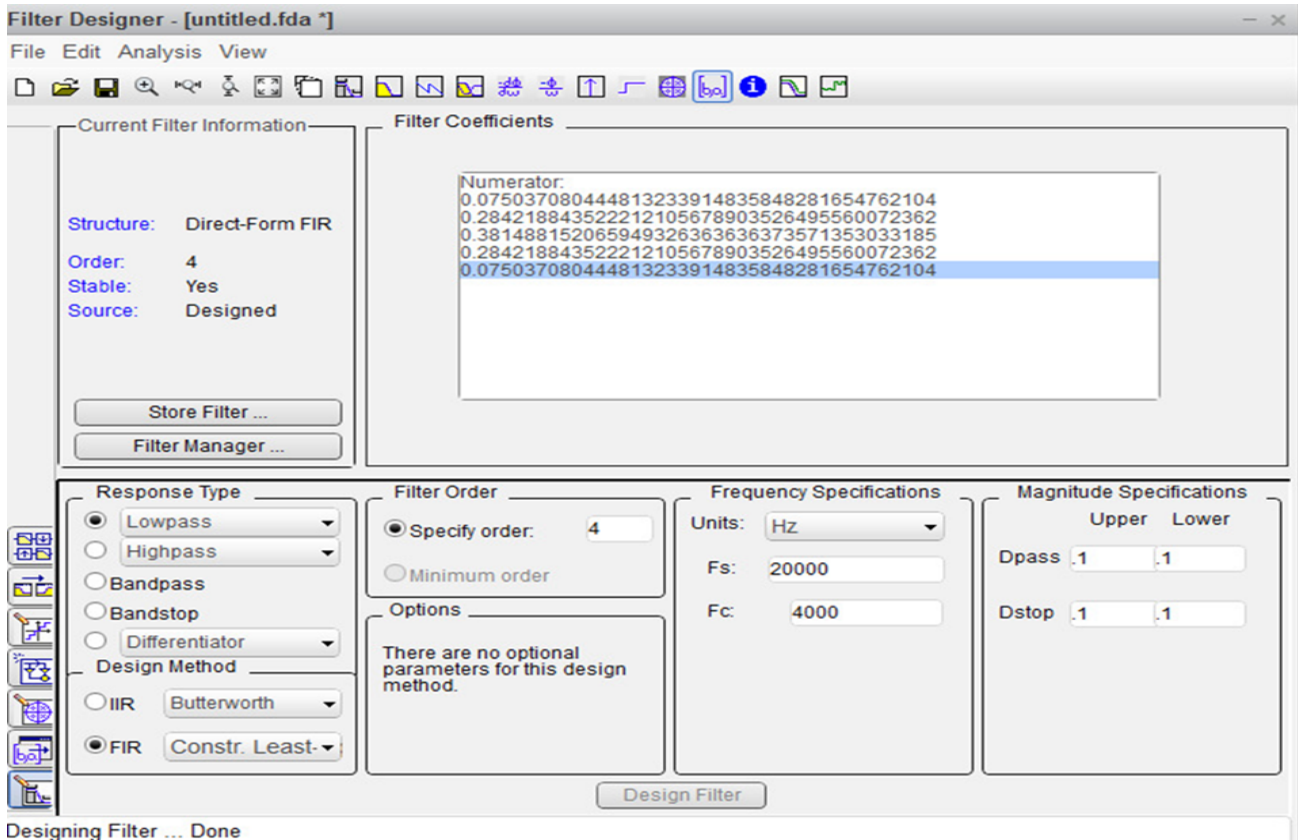 Filter Designer - [untitled.fda *]
File Edit Analysis View
Current Filter Information
Structure: Direct-Form FIR
Order: 4
Stable: Yes
Source: Designed
Store Filter ...
Filter Manager ...
Filter Coefficients
Numerator:
0.075037080444813233914835848281654762104
0.284218843522212105678903526495560072362
0.381488152065949326363636373571353033185
0.284218843522212105678903526495560072362
0.075037080444813233914835848281654762104
Response Type
Lowpass
Highpass
Bandpass
Bandstop
Differentiator
Design Method
IIR Butterworth
FIR Constr. Least-
Filter Order
Specify order: 4
Minimum order
Options
There are no optional
parameters for this design
method.
Frequency Specifications
Units: Hz
Fs: 20000
Fc: 4000
Magnitude Specifications
Upper Lower
Dpass .1 .1
Dstop .1 .1
Design Filter
Designing Filter ... Done